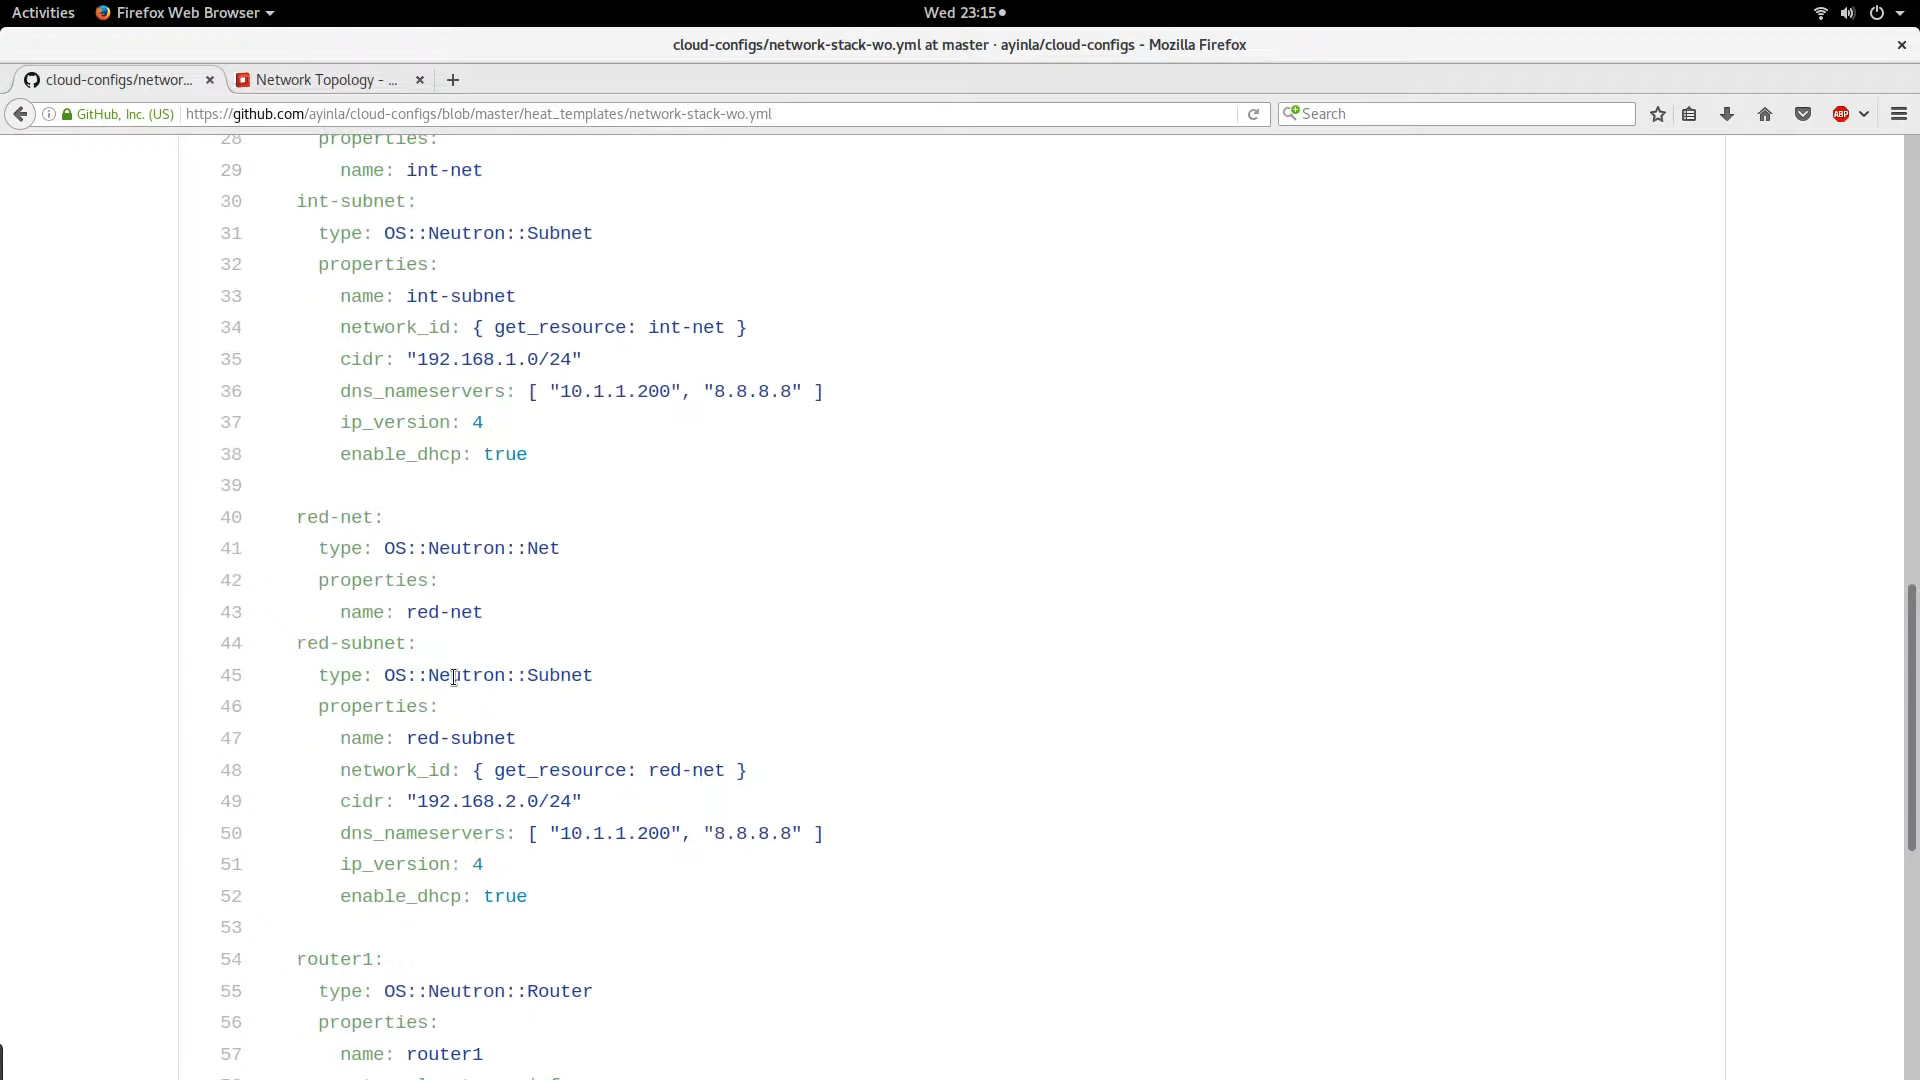 Activities Firefox Web Browser Wed 23:15
cloud-configs/network-stack-wo.yml at master · ayinla/cloud-configs - Mozilla Firefox
cloud-configs/networ... Network Topology - ...
GitHub, Inc. (US) https://github.com/ayinla/cloud-configs/blob/master/heat_templates/network-stack-wo.yml Search ABP
28 properties:
29 name: int-net
30 int-subnet:
31 type: OS::Neutron::Subnet
32 properties:
33 name: int-subnet
34 network_id: { get_resource: int-net }
35 cidr: "192.168.1.0/24"
36 dns_nameservers: [ "10.1.1.200", "8.8.8.8" ]
37 ip_version: 4
38 enable_dhcp: true
39
40 red-net:
41 type: OS::Neutron::Net
42 properties:
43 name: red-net
44 red-subnet:
45 type: OS::Neutron::Subnet
46 properties:
47 name: red-subnet
48 network_id: { get_resource: red-net }
49 cidr: "192.168.2.0/24"
50 dns_nameservers: [ "10.1.1.200", "8.8.8.8" ]
51 ip_version: 4
52 enable_dhcp: true
53
54 router1:
55 type: OS::Neutron::Router
56 properties:
57 name: router1